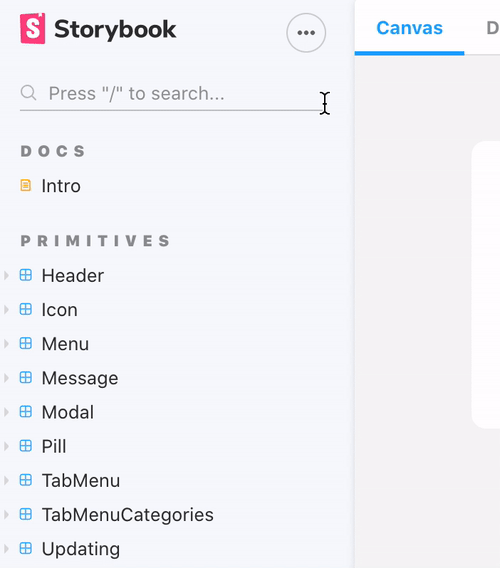 Storybook
Canvas
D
Press "/" to search...
DOCS
Intro
PRIMITIVES
Header
Icon
Menu
Message
Modal
Pill
TabMenu
TabMenuCategories
Updating